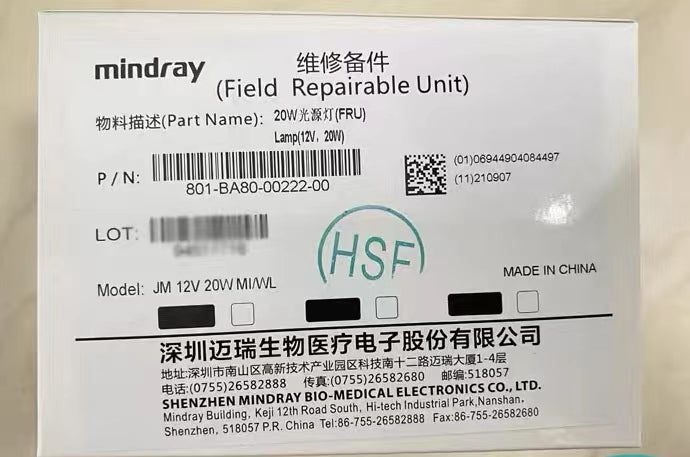 mindray
维修备件
(Field Repairable Unit)
物料描述(Part Name): 20W光源灯(FRU)
Lamp(12V, 20W)
P / N:
801-BA80-00222-00
(01)06944904084497
(11)210907
LOT:
HSF
Model: JM 12V 20W MI/WL
MADE IN CHINA
深圳迈瑞生物医疗电子股份有限公司
地址:深圳市南山区高新技术产业园区科技南十二路迈瑞大厦1-4层
电话:(0755)26582888 传真:(0755)26582680 邮编:518057
SHENZHEN MINDRAY BIO-MEDICAL ELECTRONICS CO., LTD.
Mindray Building, Keji 12th Road South, Hi-tech Industrial Park,Nanshan,
Shenzhen, 518057 P.R. China Tel:86-755-26582888 Fax:86-755-26582680